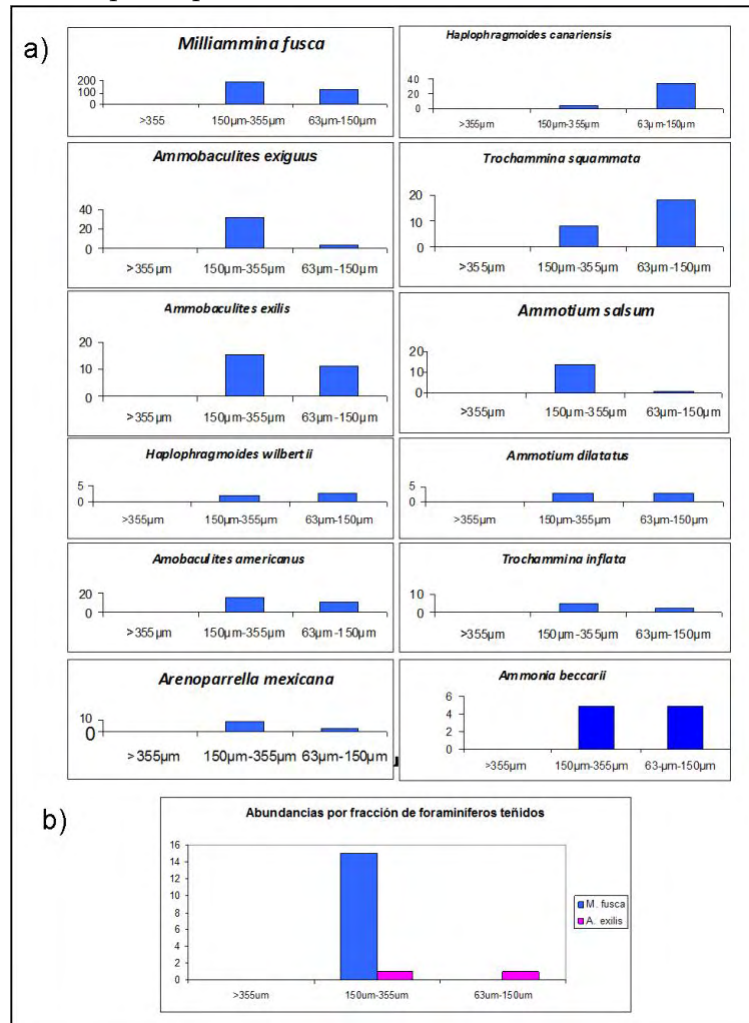 a)
Milliammina fusca
200
100
0
>355
150µm-355µm
63µm-150µm
Haplophragmoides canariensis
40
20
0
>355µm
150µm-355µm
63µm-150µm
Ammobaculites exiguus
40
20
0
>355µm
150µm-355µm
63µm-150µm
Trochammina squammata
20
10
0
>355µm
150µm-355µm
63µm-150µm
Ammobaculites exilis
20
10
0
>355µm
150µm-355µm
63µm-150µm
Ammotium salsum
20
10
0
>355µm
150µm-355µm
63µm-150µm
Haplophragmoides wilbertii
5
0
>355µm
150µm-355µm
63µm-150µm
Ammotium dilatatus
5
0
>355µm
150µm-355µm
63µm-150µm
Amobaculites americanus
20
0
>355µm
150µm-355µm
63µm-150µm
Trochammina inflata
10
0
>355µm
150µm-355µm
63µm-150µm
Arenoparrella mexicana
10
0
>355µm
150µm-355µm
63µm-150µm
Ammonia beccarii
6
4
2
0
>355µm
150µm-355µm
63-µm-150µm
b)
Abundancias por fracción de foraminíferos teñidos
16
14
12
10
8
6
4
2
0
>355um
150um-355um
63um-150um
M. fusca
A. exilis